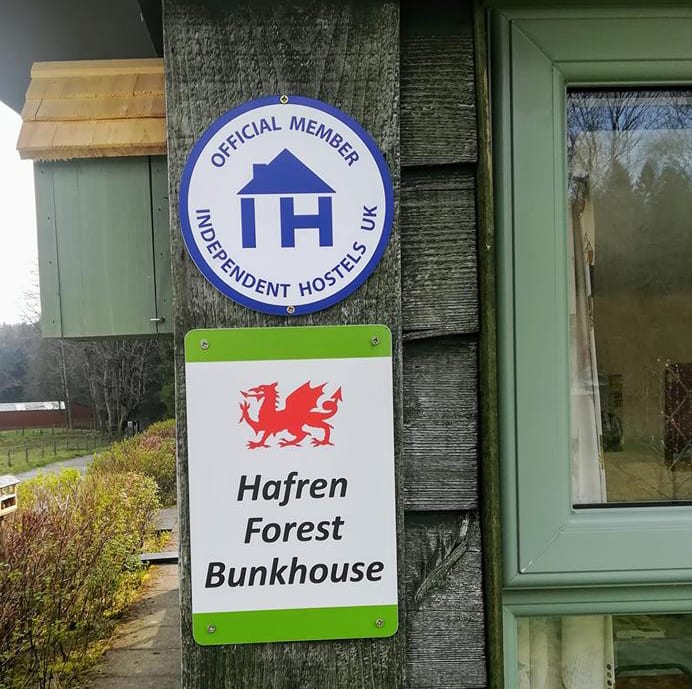 OFFICIAL MEMBER
IH
INDEPENDENT HOSTELS UK
Hafren
Forest
Bunkhouse